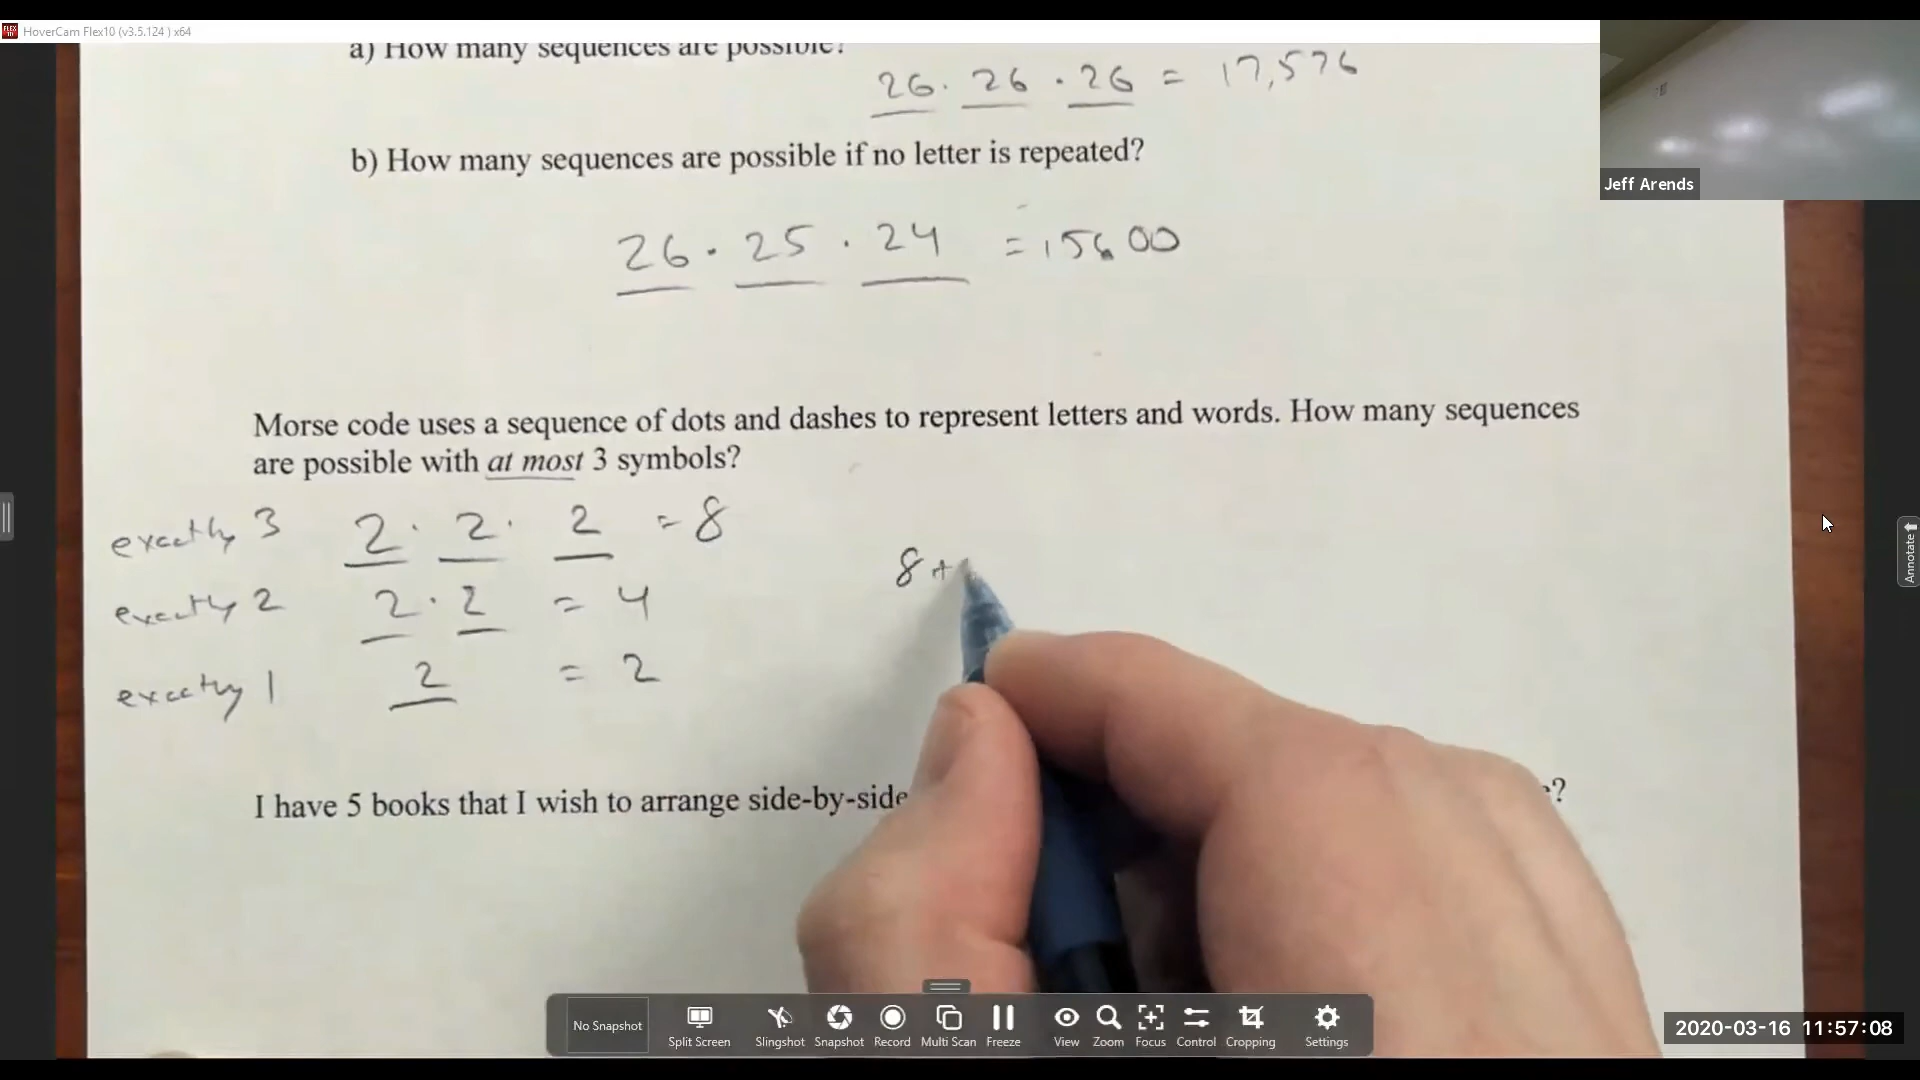 HoverCam Flex10 (v3.5.124 ) x64
a) How many sequences are possible?
26 · 26 · 26 = 17,576
Jeff Arends
b) How many sequences are possible if no letter is repeated?
26 · 25 · 24 = 15600
Morse code uses a sequence of dots and dashes to represent letters and words. How many sequences
are possible with at most 3 symbols?
exactly 3 2 · 2 · 2 = 8
8 +
Annotate
exactly 2 2 · 2 = 4
exactly 1 2 = 2
I have 5 books that I wish to arrange side-by-side ?
No Snapshot
Split Screen Slingshot Snapshot Record Multi Scan Freeze View Zoom Focus Control Cropping Settings
2020-03-16 11:57:08